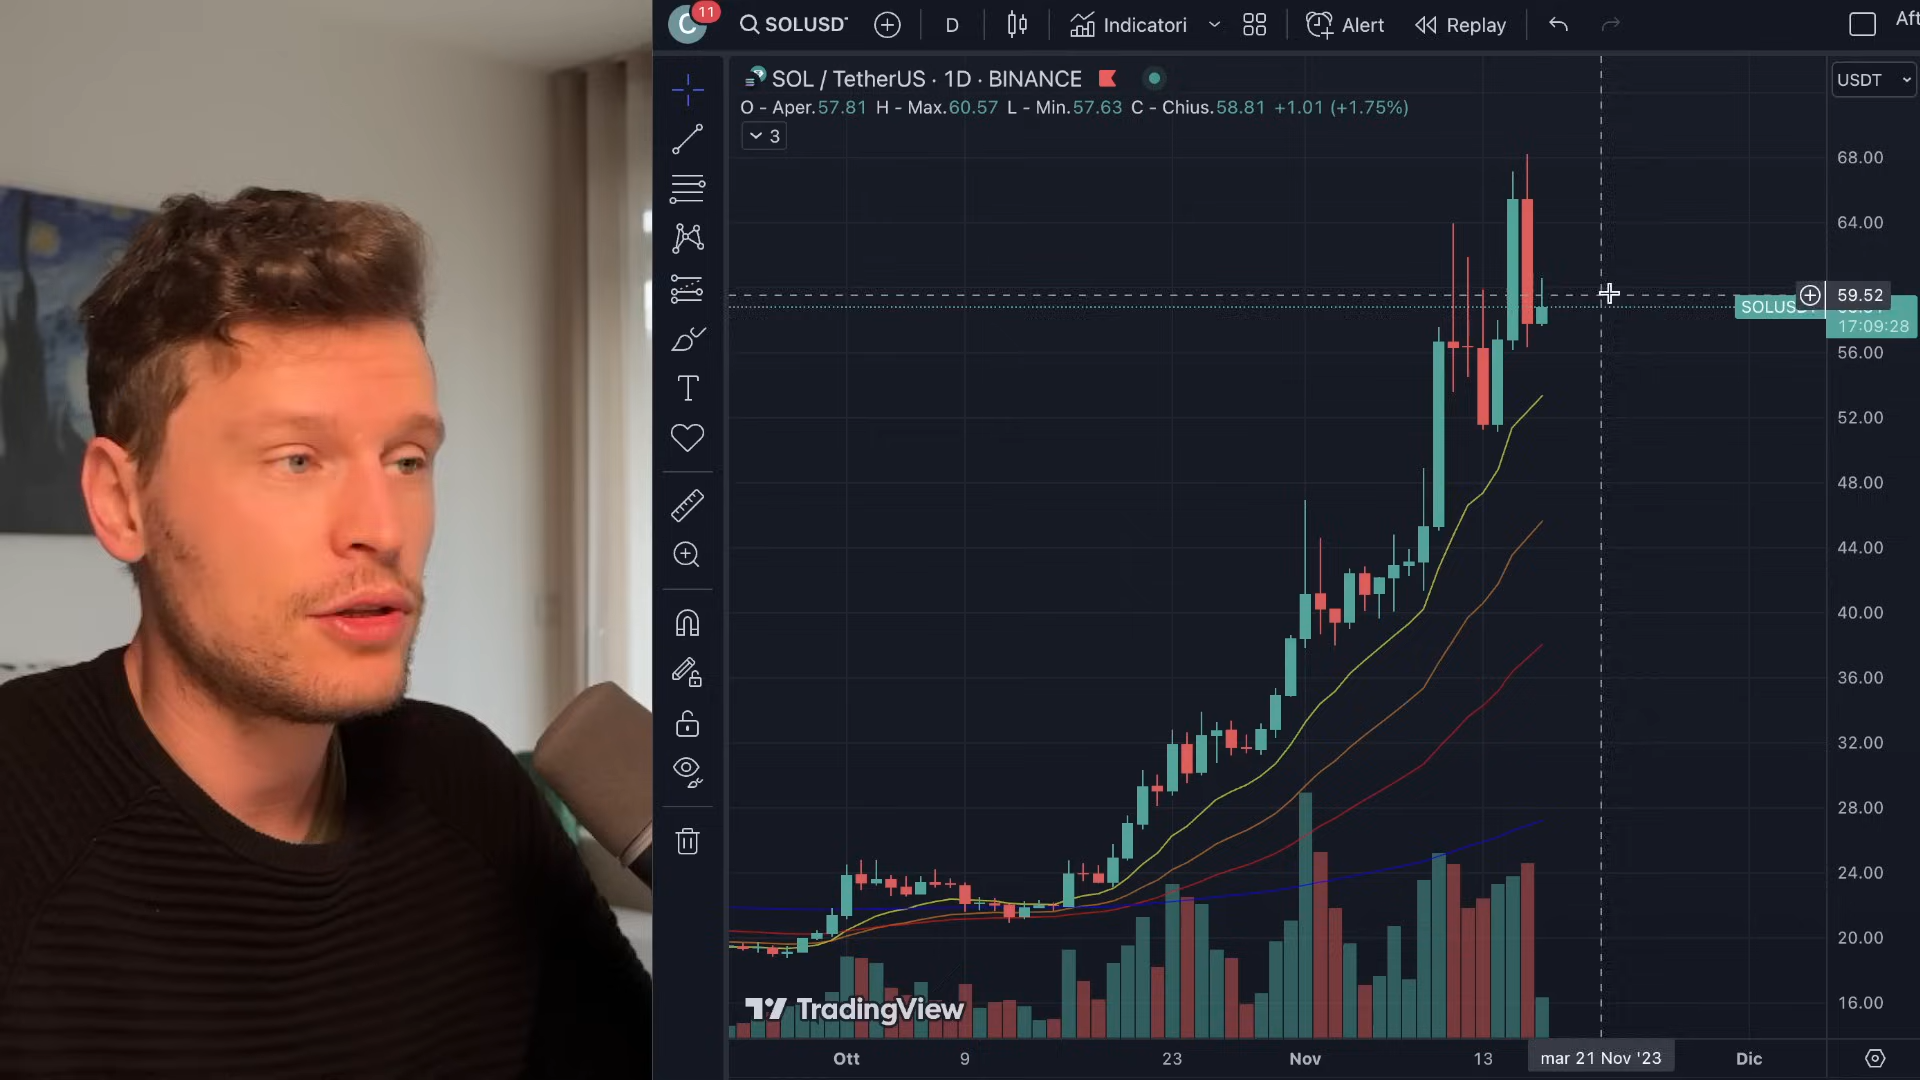 C 11 SOLUSD D Indicatori Alert Replay
SOL / TetherUS · 1D · BINANCE
USDT
O - Aper.57.81 H - Max.60.57 L - Min.57.63 C - Chius.58.81 +1.01 (+1.75%)
3
68.00
64.00
59.52
17:09:28
56.00
52.00
48.00
44.00
40.00
36.00
32.00
28.00
24.00
20.00
16.00
TradingView
Ott 9 23 Nov 13 mar 21 Nov '23 Dic